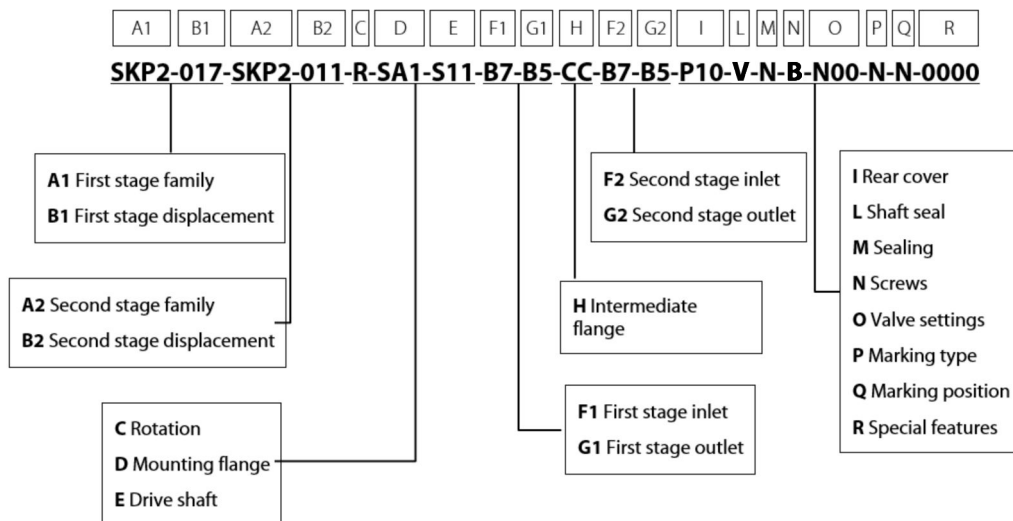 A1 B1 A2 B2 C D E F1 G1 H F2 G2 I L M N O P Q R
SKP2-017-SKP2-011-R-SA1-S11-B7-B5-CC-B7-B5-P10-V-N-B-N00-N-N-0000
A1 First stage family
B1 First stage displacement
A2 Second stage family
B2 Second stage displacement
C Rotation
D Mounting flange
E Drive shaft
F1 First stage inlet
G1 First stage outlet
H Intermediate
flange
F2 Second stage inlet
G2 Second stage outlet
I Rear cover
L Shaft seal
M Sealing
N Screws
O Valve settings
P Marking type
Q Marking position
R Special features